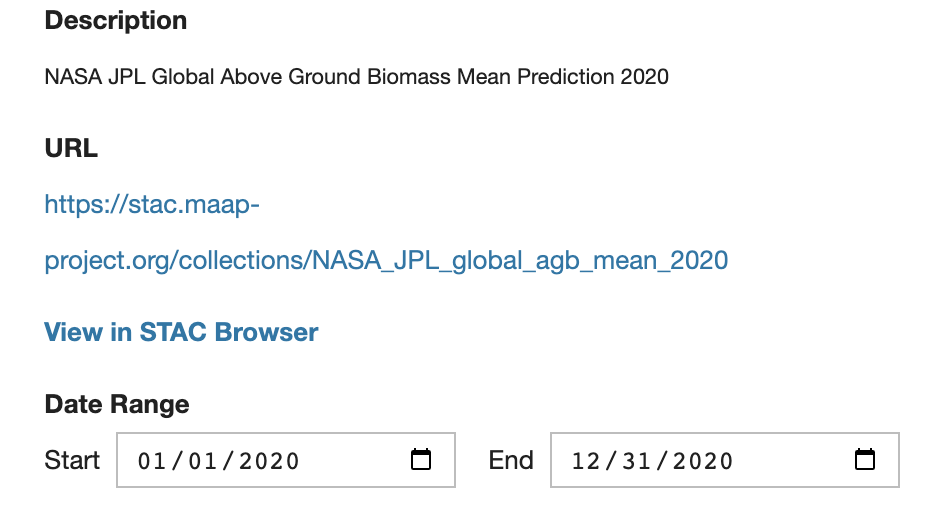 Description
NASA JPL Global Above Ground Biomass Mean Prediction 2020
URL
https://stac.maap-
project.org/collections/NASA_JPL_global_agb_mean_2020
View in STAC Browser
Date Range
Start 01/01/2020 End 12/31/2020